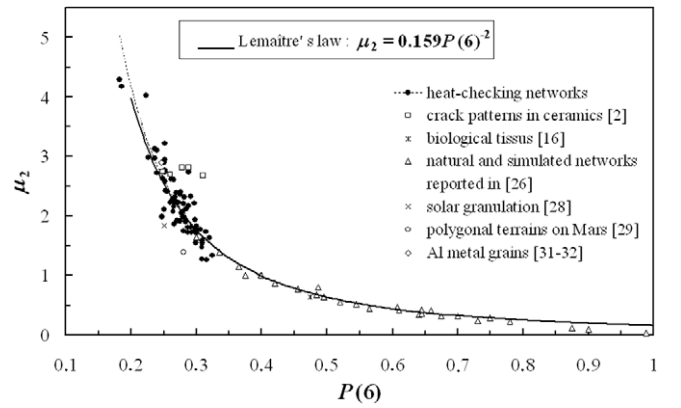 Lemaître's law : μ₂ = 0.159P(6)⁻²
heat-checking networks
crack patterns in ceramics [2]
biological tissus [16]
natural and simulated networks
reported in [26]
solar granulation [28]
polygonal terrains on Mars [29]
Al metal grains [31-32]
μ₂
5
4
3
2
1
0
0.1 0.2 0.3 0.4 0.5 0.6 0.7 0.8 0.9 1
P(6)